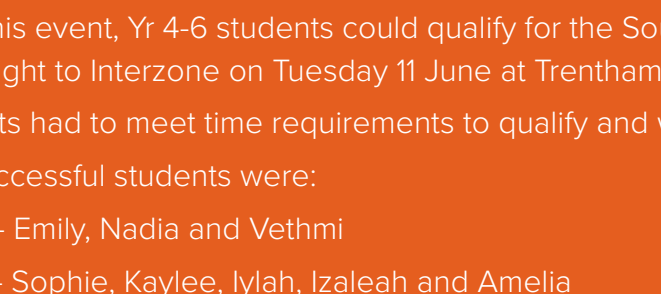 his event, Yr 4-6 students could qualify for the Sou
ght to Interzone on Tuesday 11 June at Trentham
ts had to meet time requirements to qualify and
ccessful students were:
- Emily, Nadia and Vethmi
- Sophie, Kaylee, Iylah, Izaleah and Amelia